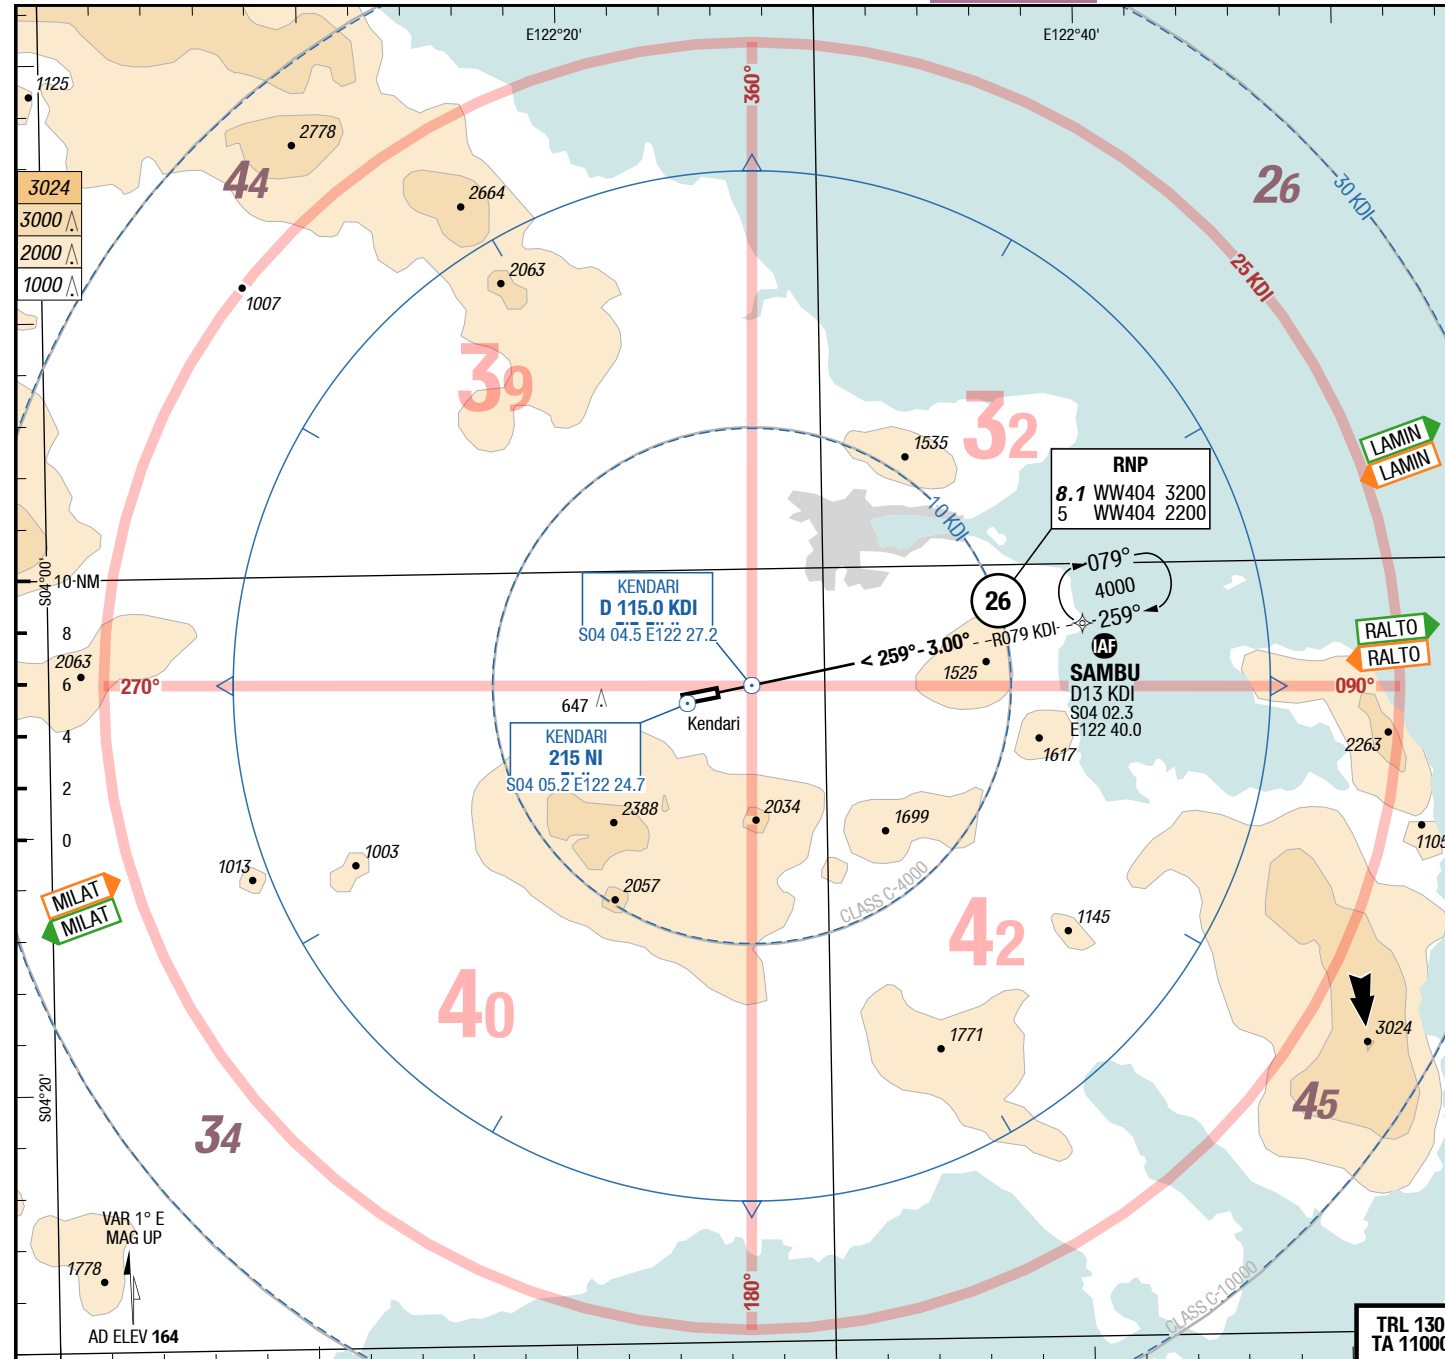 E122°20'
E122°40'
1125
360°
2778
44
26
30 KDI
3024
3000
2000
1000
2664
2063
25 KDI
1007
39
32
LAMIN
LAMIN
1535
RNP
8.1 WW404 3200
5 WW404 2200
10 KDI
S04°00'
10 NM
8
6
4
2
0
KENDARI
D 115.0 KDI
S04 04.5 E122 27.2
26
079°
4000
259°
< 259° - 3.00°
R079 KDI
IAF
SAMBU
D13 KDI
S04 02.3
E122 40.0
RALTO
RALTO
2063
270°
090°
1525
647
Kendari
KENDARI
215 NI
S04 05.2 E122 24.7
1617
2263
2388
2034
1699
1105
1013
1003
2057
CLASS C-4000
MILAT
MILAT
42
1145
40
1771
3024
S04°20'
34
45
VAR 1° E
MAG UP
1778
180°
CLASS C-10000
AD ELEV 164
TRL 130
TA 11000